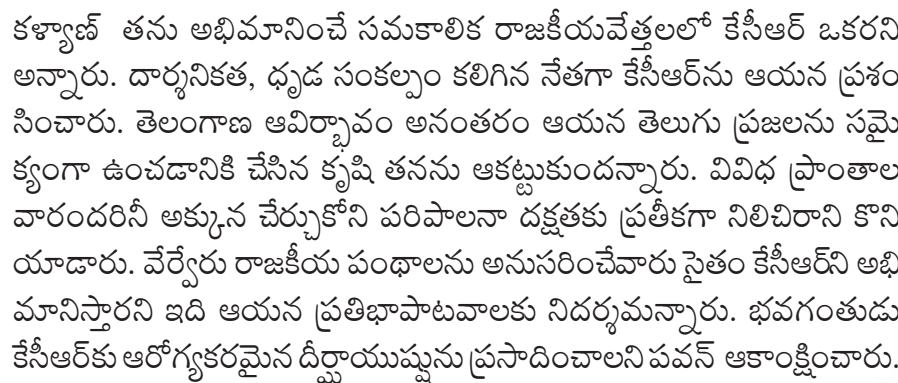 కళ్యాణ్ తను అభిమానించే సమకాలిక రాజకీయవేత్తలలో కేసీఆర్ ఒకరని
అన్నారు. దార్శనికత, ధృడ సంకల్పం కలిగిన నేతగా కేసీఆర్‌ను ఆయన ప్రశం
సించారు. తెలంగాణ ఆవిర్భావం అనంతరం ఆయన తెలుగు ప్రజలను సమై
క్యంగా ఉంచడానికి చేసిన కృషి తనను ఆకట్టుకుందన్నారు. వివిధ ప్రాంతాల
వారందరినీ అక్కున చేర్చుకోని పరిపాలనా దక్షతకు ప్రతీకగా నిలిచిరాని కొని
యాడారు. వేర్వేరు రాజకీయ పంథాలను అనుసరించేవారు సైతం కేసీఆర్‌ని అభి
మానిస్తారని ఇది ఆయన ప్రతిభాపాటవాలకు నిదర్శమన్నారు. భవగంతుడు
కేసీఆర్‌కు ఆరోగ్యకరమైన దీర్ఘాయుష్షును ప్రసాదించాలని పవన్ ఆకాంక్షించారు.